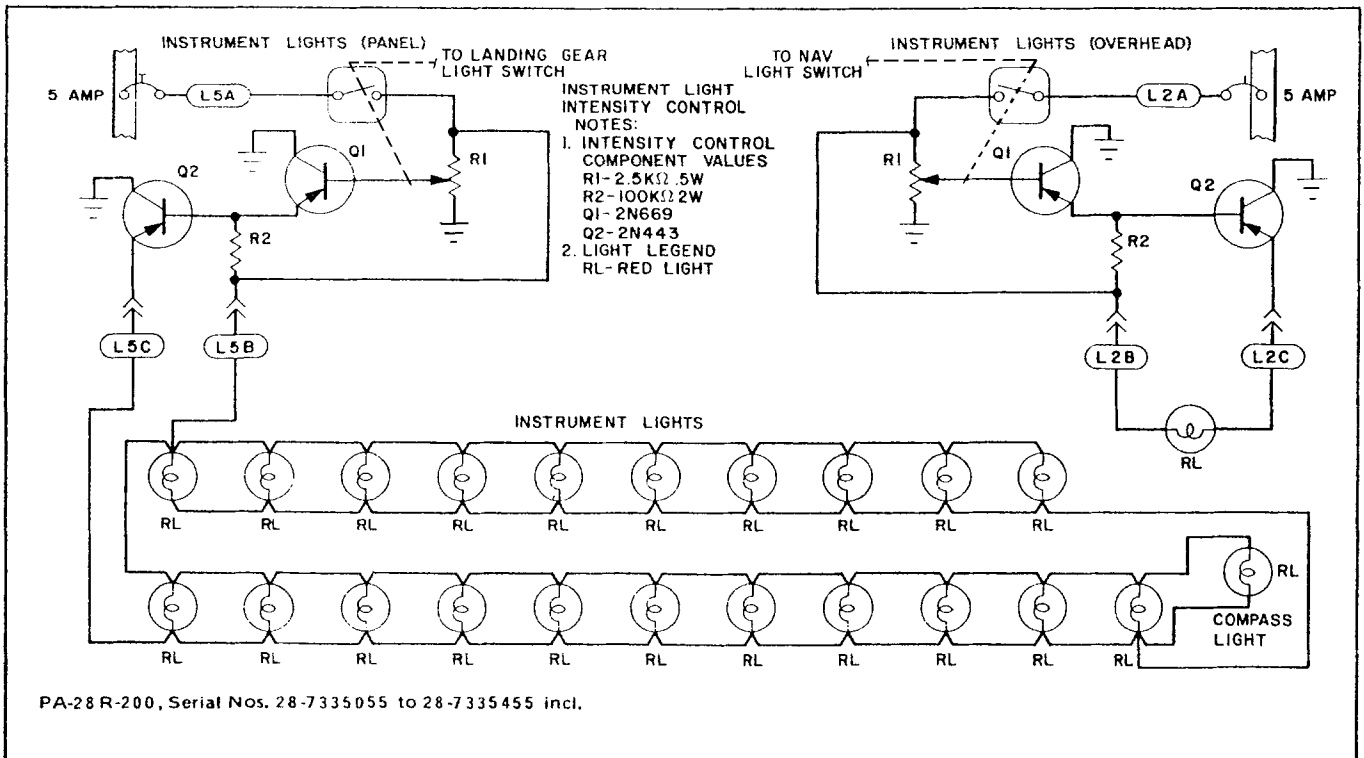 INSTRUMENT LIGHTS (PANEL)
TO LANDING GEAR
LIGHT SWITCH
5 AMP
L5A
Q2
Q1
R1
R2
L5C
L5B
INSTRUMENT LIGHT
INTENSITY CONTROL
NOTES:
1. INTENSITY CONTROL
COMPONENT VALUES
R1-2.5KΩ .5W
R2-100KΩ 2W
Q1-2N669
Q2-2N443
2. LIGHT LEGEND
RL-RED LIGHT
TO NAV
LIGHT SWITCH
INSTRUMENT LIGHTS (OVERHEAD)
L2A
5 AMP
R1
Q1
Q2
R2
L2B
L2C
RL
INSTRUMENT LIGHTS
RL RL RL RL RL RL RL RL RL RL
RL
COMPASS
LIGHT
RL RL RL RL RL RL RL RL RL RL RL
PA-28R-200, Serial Nos. 28-7335055 to 28-7335455 incl.